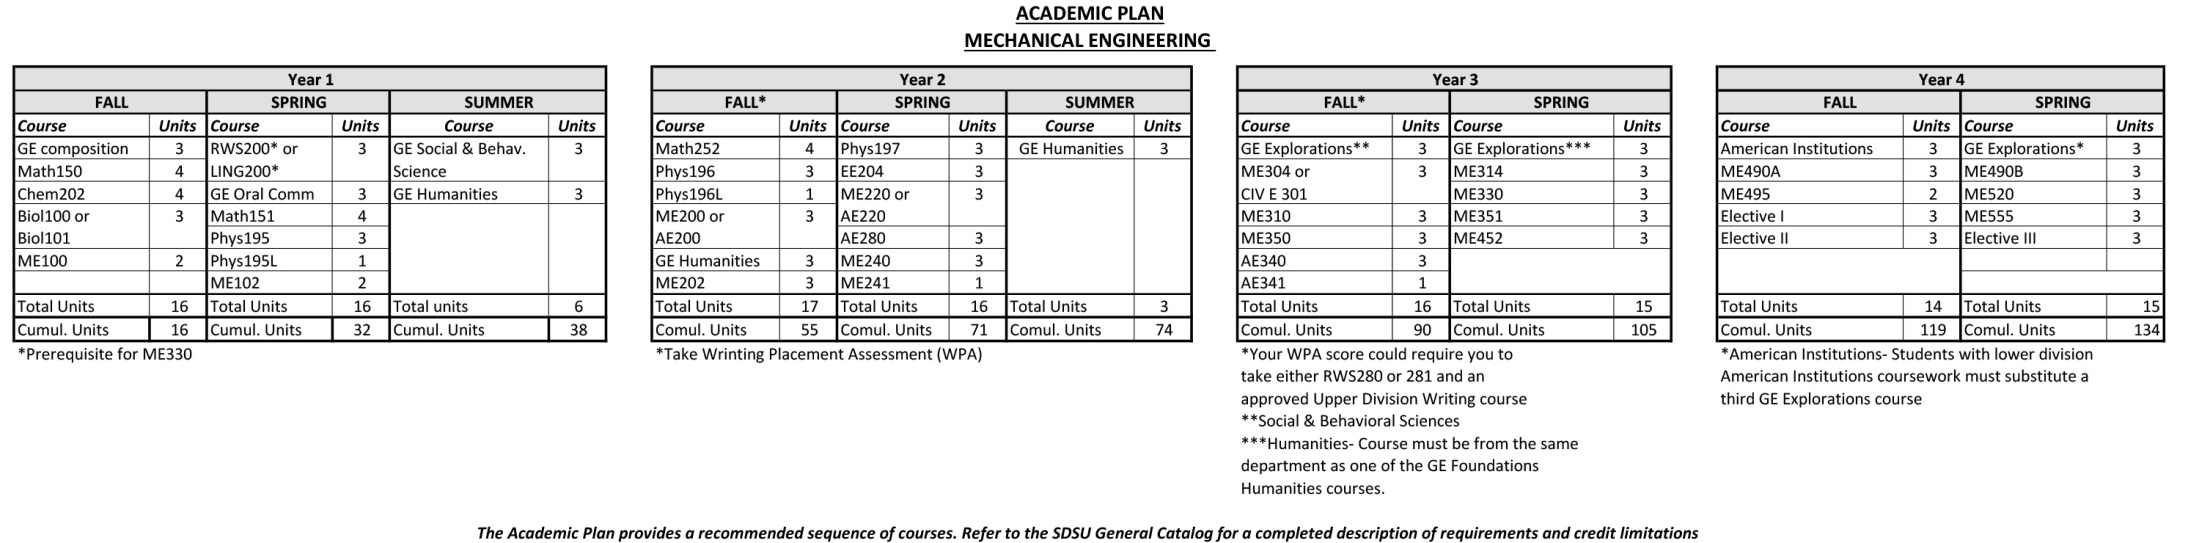 ACADEMIC PLAN
MECHANICAL ENGINEERING
Year 1
FALL SPRING SUMMER
Course Units Course Units Course Units
GE composition 3 RWS200* or 3 GE Social & Behav. 3
Math150 4 LING200* Science
Chem202 4 GE Oral Comm 3 GE Humanities 3
Biol100 or 3 Math151 4
Biol101 Phys195 3
ME100 2 Phys195L 1
ME102 2
Total Units 16 Total Units 16 Total units 6
Cumul. Units 16 Cumul. Units 32 Cumul. Units 38
*Prerequisite for ME330
Year 2
FALL* SPRING SUMMER
Course Units Course Units Course Units
Math252 4 Phys197 3 GE Humanities 3
Phys196 3 EE204 3
Phys196L 1 ME220 or 3
ME200 or 3 AE220
AE200 AE280 3
GE Humanities 3 ME240 3
ME202 3 ME241 1
Total Units 17 Total Units 16 Total Units 3
Comul. Units 55 Comul. Units 71 Comul. Units 74
*Take Wrinting Placement Assessment (WPA)
Year 3
FALL* SPRING
Course Units Course Units
GE Explorations** 3 GE Explorations*** 3
ME304 or 3 ME314 3
CIV E 301 ME330 3
ME310 3 ME351 3
ME350 3 ME452 3
AE340 3
AE341 1
Total Units 16 Total Units 15
Comul. Units 90 Comul. Units 105
*Your WPA score could require you to
take either RWS280 or 281 and an
approved Upper Division Writing course
**Social & Behavioral Sciences
***Humanities- Course must be from the same
department as one of the GE Foundations
Humanities courses.
Year 4
FALL SPRING
Course Units Course Units
American Institutions 3 GE Explorations* 3
ME490A 3 ME490B 3
ME495 2 ME520 3
Elective I 3 ME555 3
Elective II 3 Elective III 3
Total Units 14 Total Units 15
Comul. Units 119 Comul. Units 134
*American Institutions- Students with lower division
American Institutions coursework must substitute a
third GE Explorations course
The Academic Plan provides a recommended sequence of courses. Refer to the SDSU General Catalog for a completed description of requirements and credit limitations